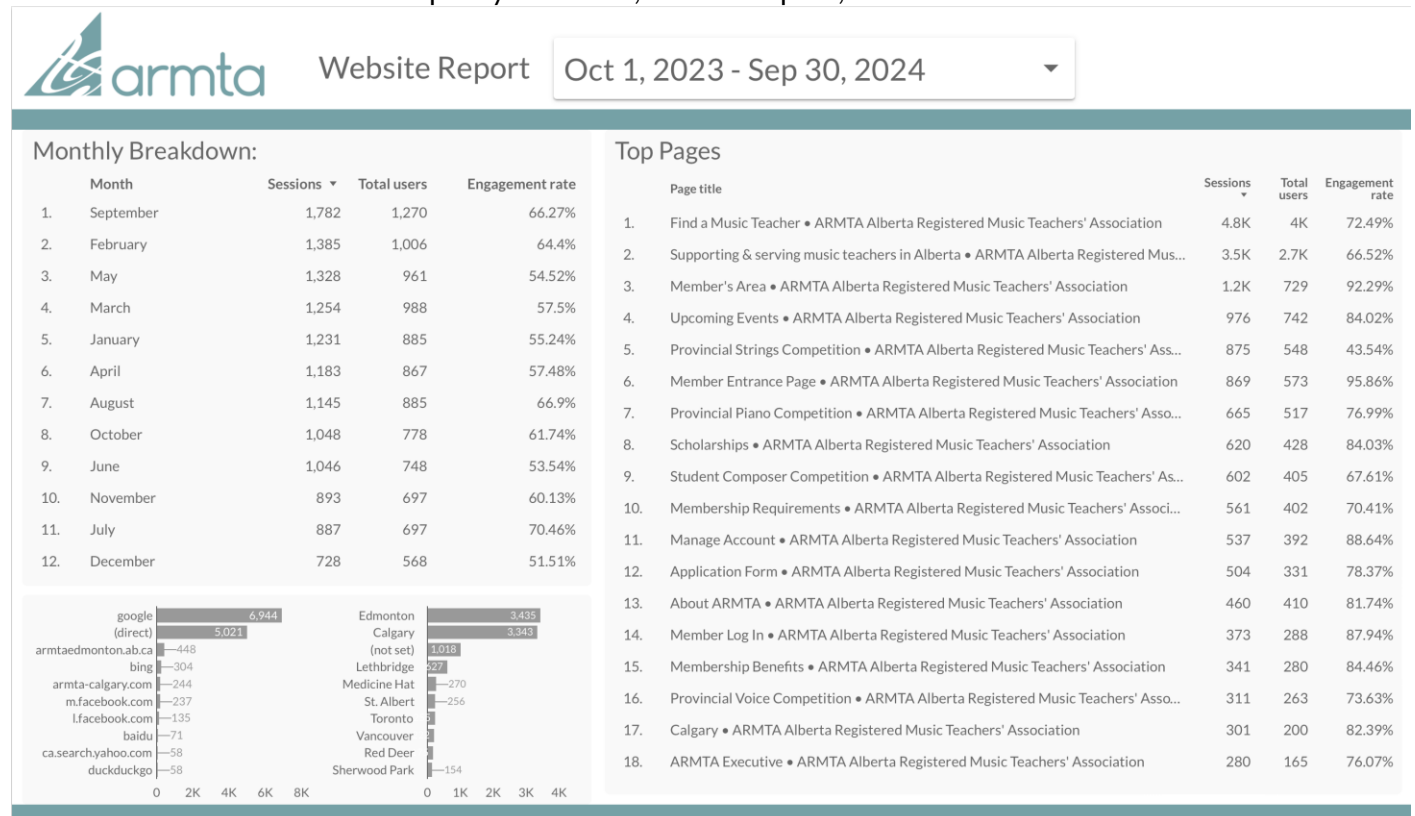 armta
Website Report
Oct 1, 2023 - Sep 30, 2024
Monthly Breakdown:
Month Sessions Total users Engagement rate
1. September 1,782 1,270 66.27%
2. February 1,385 1,006 64.4%
3. May 1,328 961 54.52%
4. March 1,254 988 57.5%
5. January 1,231 885 55.24%
6. April 1,183 867 57.48%
7. August 1,145 885 66.9%
8. October 1,048 778 61.74%
9. June 1,046 748 53.54%
10. November 893 697 60.13%
11. July 887 697 70.46%
12. December 728 568 51.51%
google 6,944
(direct) 5,021
armtaedmonton.ab.ca 448
bing 304
armta-calgary.com 244
m.facebook.com 237
l.facebook.com 135
baidu 71
ca.search.yahoo.com 58
duckduckgo 58
0 2K 4K 6K 8K
Edmonton 3,435
Calgary 3,343
(not set) 1,018
Lethbridge 527
Medicine Hat 270
St. Albert 256
Toronto
Vancouver
Red Deer
Sherwood Park 154
0 1K 2K 3K 4K
Top Pages
Page title Sessions Total users Engagement rate
1. Find a Music Teacher • ARMTA Alberta Registered Music Teachers' Association 4.8K 4K 72.49%
2. Supporting & serving music teachers in Alberta • ARMTA Alberta Registered Mus... 3.5K 2.7K 66.52%
3. Member's Area • ARMTA Alberta Registered Music Teachers' Association 1.2K 729 92.29%
4. Upcoming Events • ARMTA Alberta Registered Music Teachers' Association 976 742 84.02%
5. Provincial Strings Competition • ARMTA Alberta Registered Music Teachers' Ass... 875 548 43.54%
6. Member Entrance Page • ARMTA Alberta Registered Music Teachers' Association 869 573 95.86%
7. Provincial Piano Competition • ARMTA Alberta Registered Music Teachers' Asso... 665 517 76.99%
8. Scholarships • ARMTA Alberta Registered Music Teachers' Association 620 428 84.03%
9. Student Composer Competition • ARMTA Alberta Registered Music Teachers' As... 602 405 67.61%
10. Membership Requirements • ARMTA Alberta Registered Music Teachers' Associ... 561 402 70.41%
11. Manage Account • ARMTA Alberta Registered Music Teachers' Association 537 392 88.64%
12. Application Form • ARMTA Alberta Registered Music Teachers' Association 504 331 78.37%
13. About ARMTA • ARMTA Alberta Registered Music Teachers' Association 460 410 81.74%
14. Member Log In • ARMTA Alberta Registered Music Teachers' Association 373 288 87.94%
15. Membership Benefits • ARMTA Alberta Registered Music Teachers' Association 341 280 84.46%
16. Provincial Voice Competition • ARMTA Alberta Registered Music Teachers' Asso... 311 263 73.63%
17. Calgary • ARMTA Alberta Registered Music Teachers' Association 301 200 82.39%
18. ARMTA Executive • ARMTA Alberta Registered Music Teachers' Association 280 165 76.07%